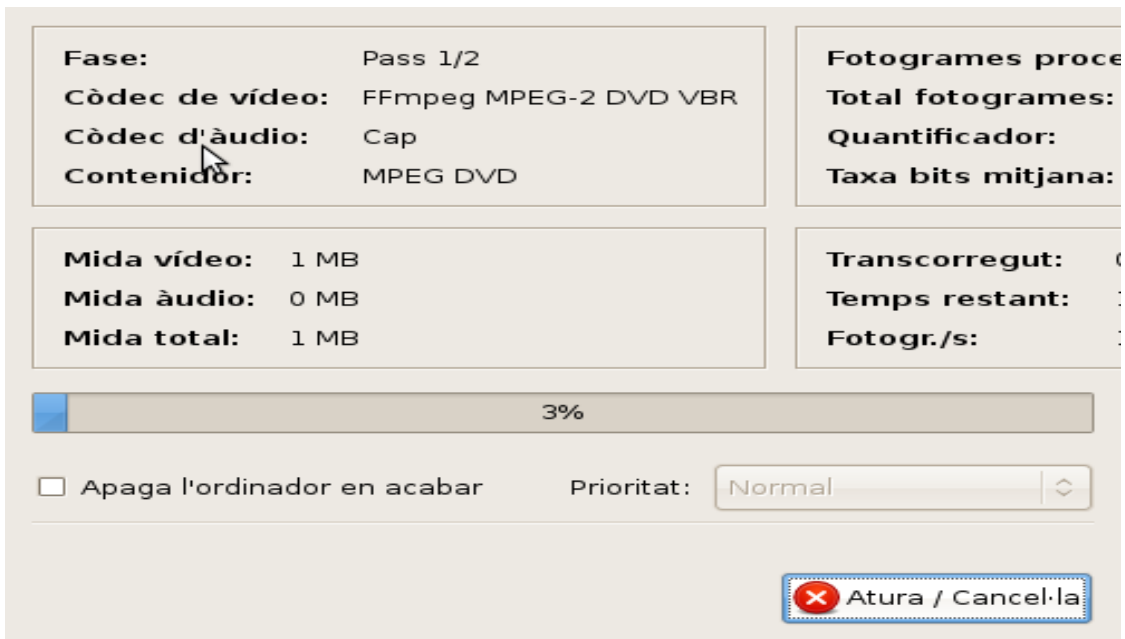 Fase: Pass 1/2
Còdec de vídeo: FFmpeg MPEG-2 DVD VBR
Còdec d'àudio: Cap
Contenidor: MPEG DVD
Fotogrames proce
Total fotogrames:
Quantificador:
Taxa bits mitjana:
Mida vídeo: 1 MB
Mida àudio: 0 MB
Mida total: 1 MB
Transcorregut:
Temps restant:
Fotogr./s:
3%
Apaga l'ordinador en acabar Prioritat: Normal
Atura / Cancel·la